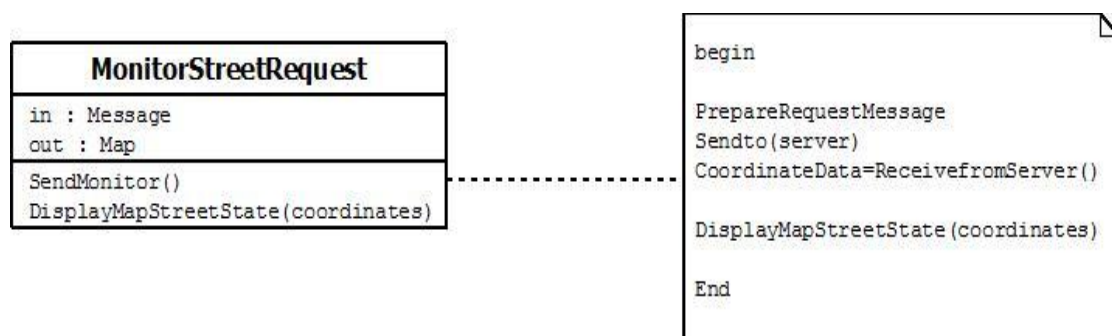 MonitorStreetRequest
in : Message
out : Map
SendMonitor()
DisplayMapStreetState(coordinates)
begin
PrepareRequestMessage
Sendto(server)
CoordinateData=ReceivefromServer()
DisplayMapStreetState(coordinates)
End